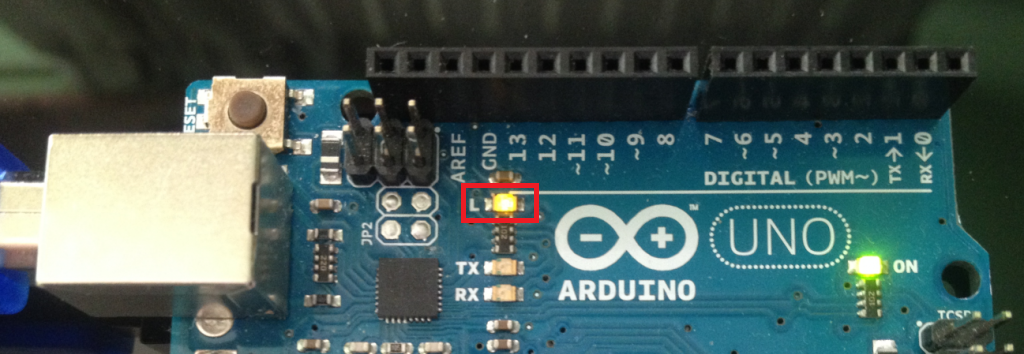 RESET
AREF
GND
13
12
~11
~10
~9
8
7
~6
~5
4
~3
2
TX→1
RX←0
DIGITAL (PWM~)
L
JP2
TX
RX
ARDUINO
™
UNO
ON